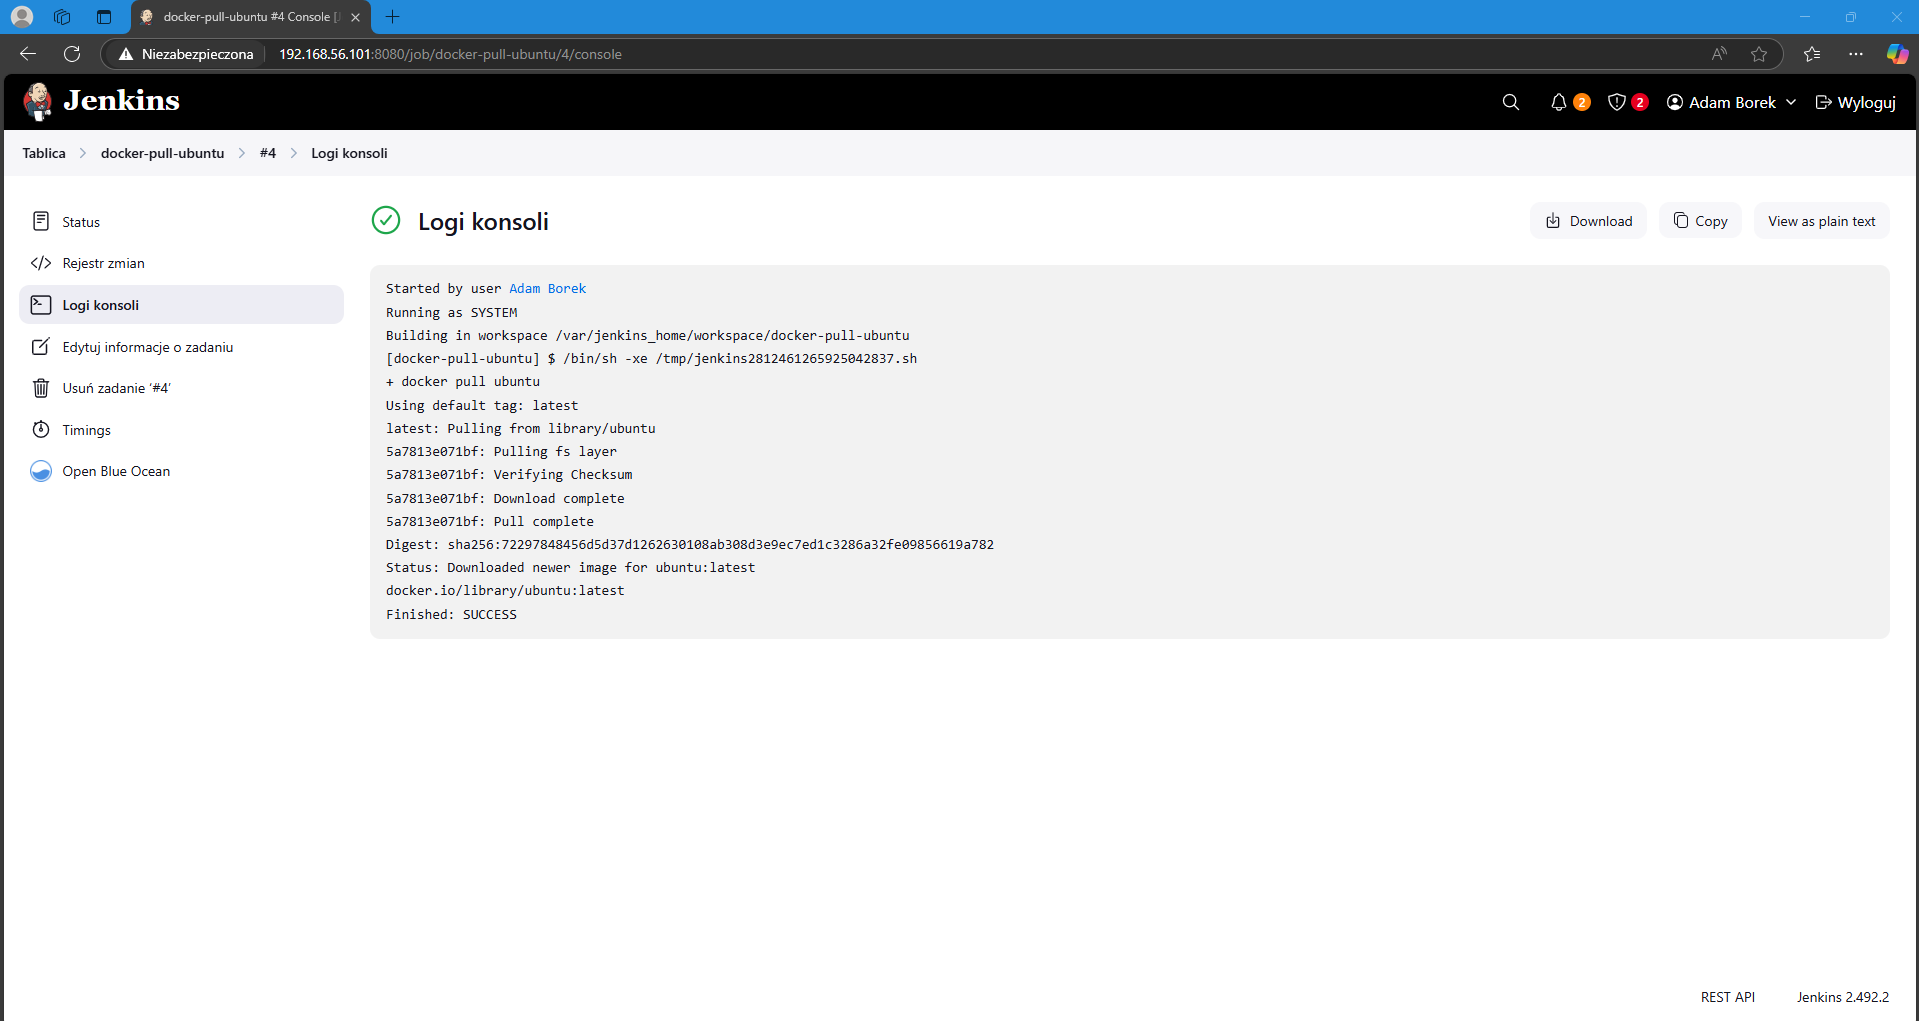 docker-pull-ubuntu #4 Console [J
Niezabezpieczona 192.168.56.101:8080/job/docker-pull-ubuntu/4/console
Jenkins
2 2 Adam Borek Wyloguj
Tablica docker-pull-ubuntu #4 Logi konsoli
Status
Rejestr zmian
Logi konsoli
Edytuj informacje o zadaniu
Usuń zadanie ‘#4’
Timings
Open Blue Ocean
Logi konsoli
Download Copy View as plain text
Started by user Adam Borek
Running as SYSTEM
Building in workspace /var/jenkins_home/workspace/docker-pull-ubuntu
[docker-pull-ubuntu] $ /bin/sh -xe /tmp/jenkins2812461265925042837.sh
+ docker pull ubuntu
Using default tag: latest
latest: Pulling from library/ubuntu
5a7813e071bf: Pulling fs layer
5a7813e071bf: Verifying Checksum
5a7813e071bf: Download complete
5a7813e071bf: Pull complete
Digest: sha256:72297848456d5d37d1262630108ab308d3e9ec7ed1c3286a32fe09856619a782
Status: Downloaded newer image for ubuntu:latest
docker.io/library/ubuntu:latest
Finished: SUCCESS
REST API Jenkins 2.492.2